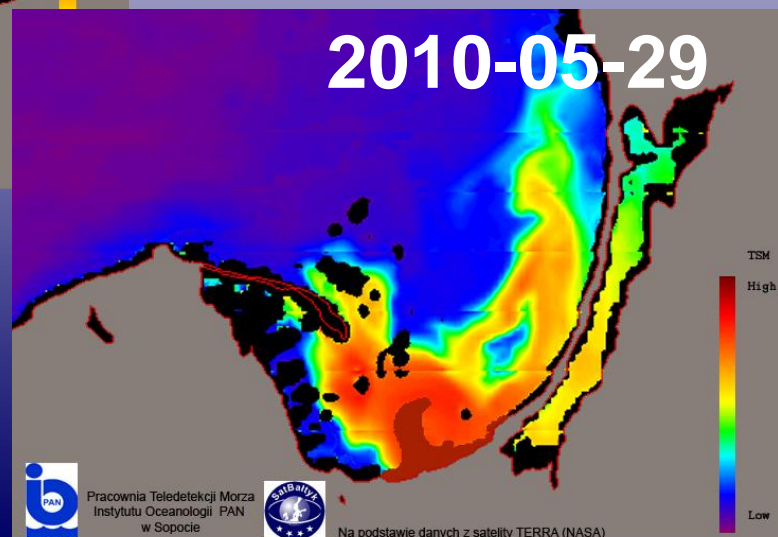 2010-05-29
TSM
High
Low
PAN
Pracownia Teledetekcji Morza
Instytutu Oceanologii PAN
w Sopocie
SatBałtyk
Na podstawie danych z satelity TERRA (NASA)